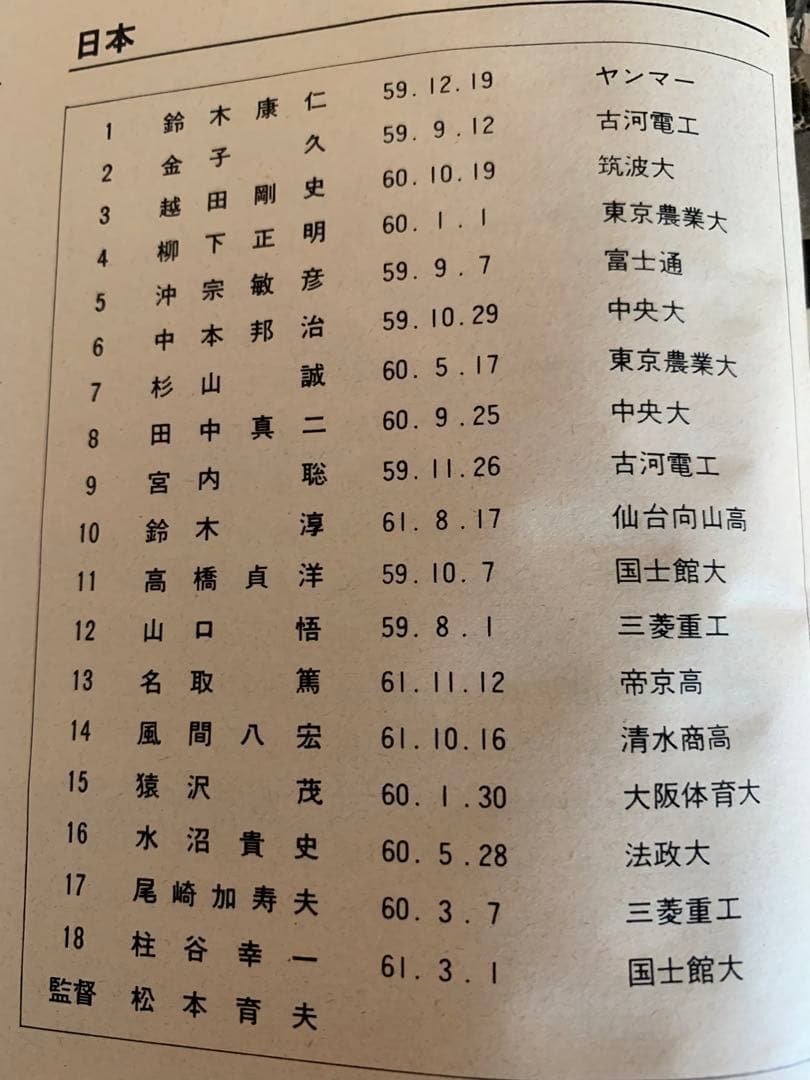 日本
1 鈴木康仁 59.12.19 ヤンマー
2 金子久 59.9.12 古河電工
3 越田剛史 60.10.19 筑波大
4 柳下正明 60.1.1 東京農業大
5 沖宗敏彦 59.9.7 富士通
6 中本邦治 59.10.29 中央大
7 杉山誠 60.5.17 東京農業大
8 田中真二 60.9.25 中央大
9 宮内聡 59.11.26 古河電工
10 鈴木淳 61.8.17 仙台向山高
11 高橋貞洋 59.10.7 国士館大
12 山口悟 59.8.1 三菱重工
13 名取篤 61.11.12 帝京高
14 風間八宏 61.10.16 清水商高
15 猿沢茂 60.1.30 大阪体育大
16 水沼貴史 60.5.28 法政大
17 尾崎加寿夫 60.3.7 三菱重工
18 柱谷幸一 61.3.1 国士館大
監督 松本育夫